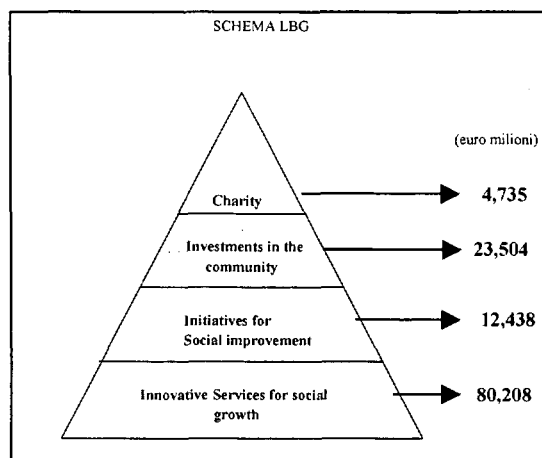 SCHEMA LBG
(euro milioni)
Charity
4,735
Investments in the
community
23,504
Initiatives for
Social improvement
12,438
Innovative Services for social
growth
80,208